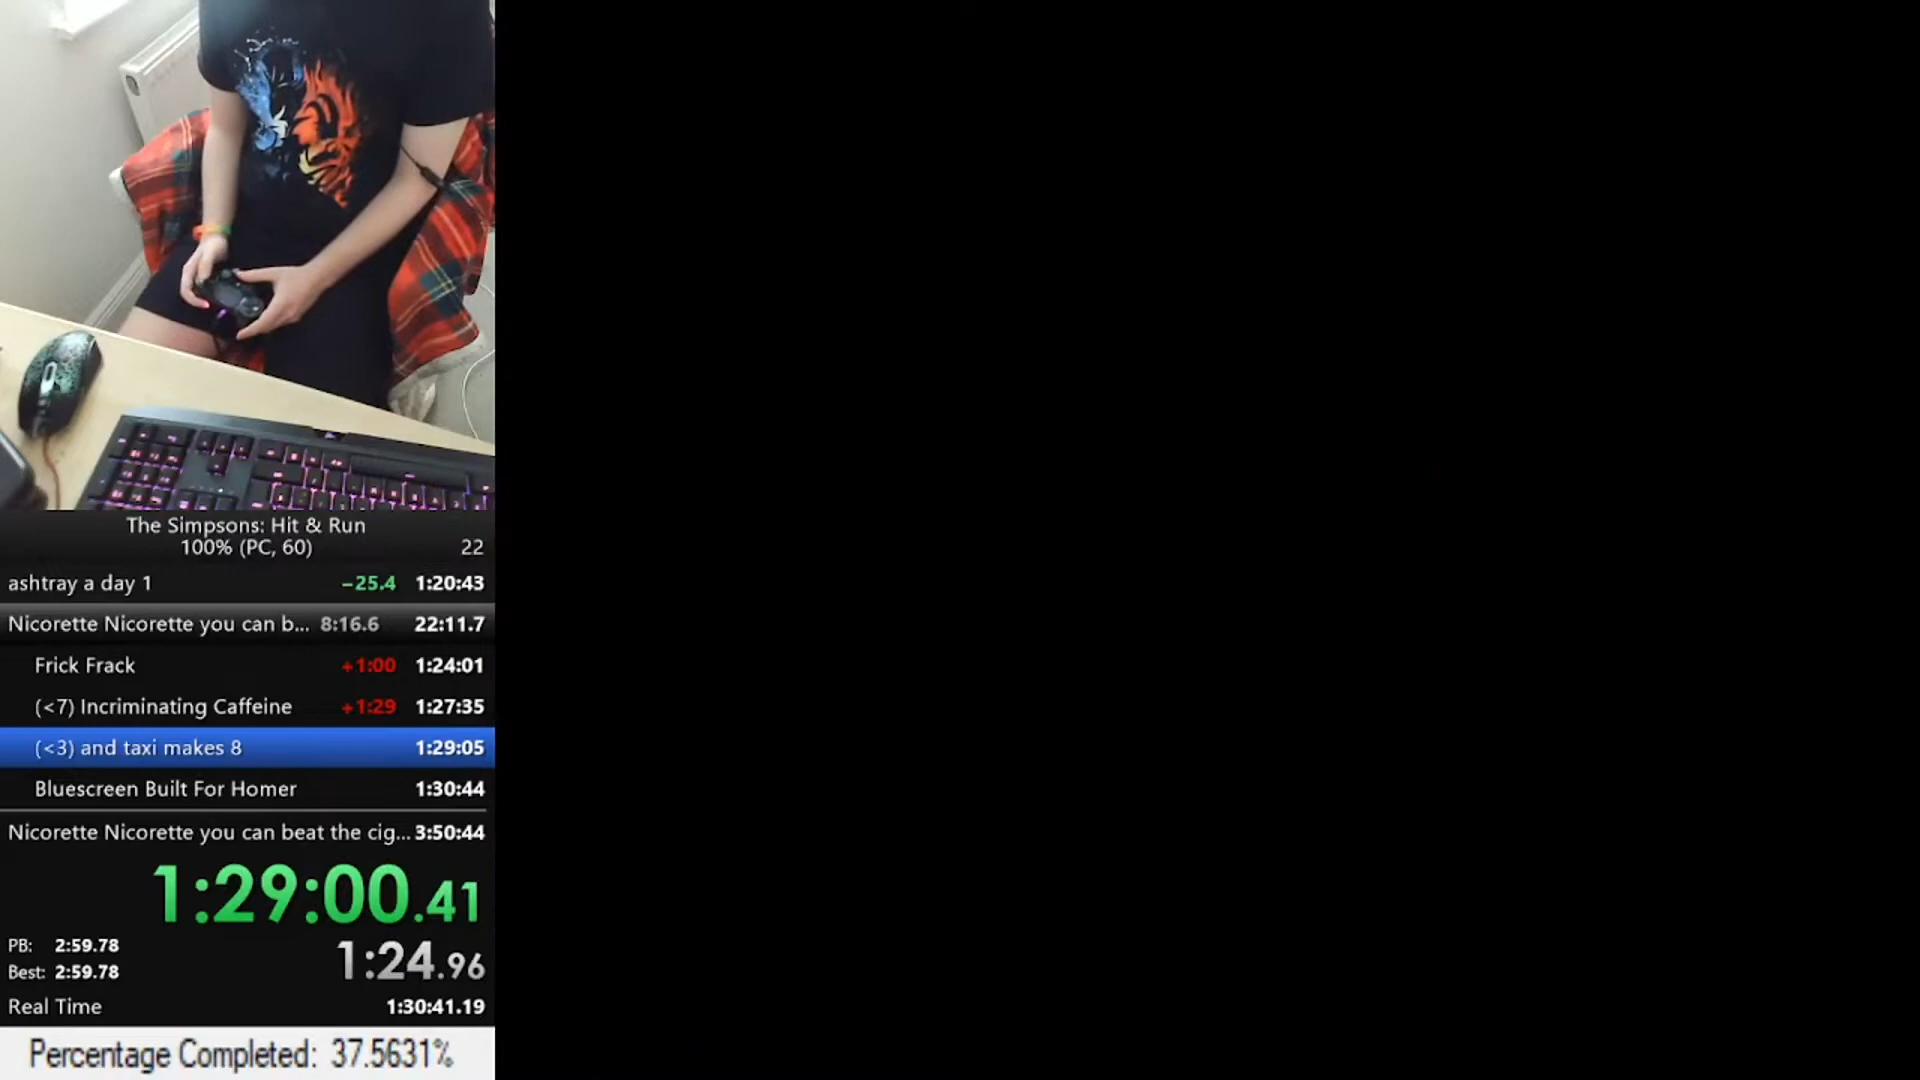 The Simpsons: Hit & Run
100% (PC, 60) 22
ashtray a day 1 −25.4 1:20:43
Nicorette Nicorette you can b... 8:16.6 22:11.7
Frick Frack +1:00 1:24:01
(<7) Incriminating Caffeine +1:29 1:27:35
(<3) and taxi makes 8 1:29:05
Bluescreen Built For Homer 1:30:44
Nicorette Nicorette you can beat the cig... 3:50:44
1:29:00.41
PB: 2:59.78
1:24.96
Best: 2:59.78
Real Time 1:30:41.19
Percentage Completed: 37.5631%